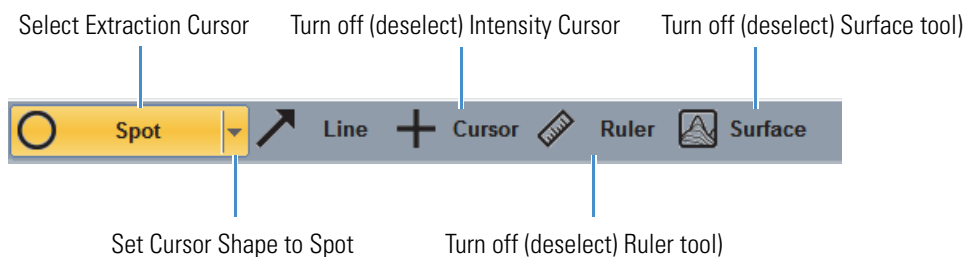 Select Extraction Cursor
Turn off (deselect) Intensity Cursor
Turn off (deselect) Surface tool)
Spot
Line
Cursor
Ruler
Surface
Set Cursor Shape to Spot
Turn off (deselect) Ruler tool)